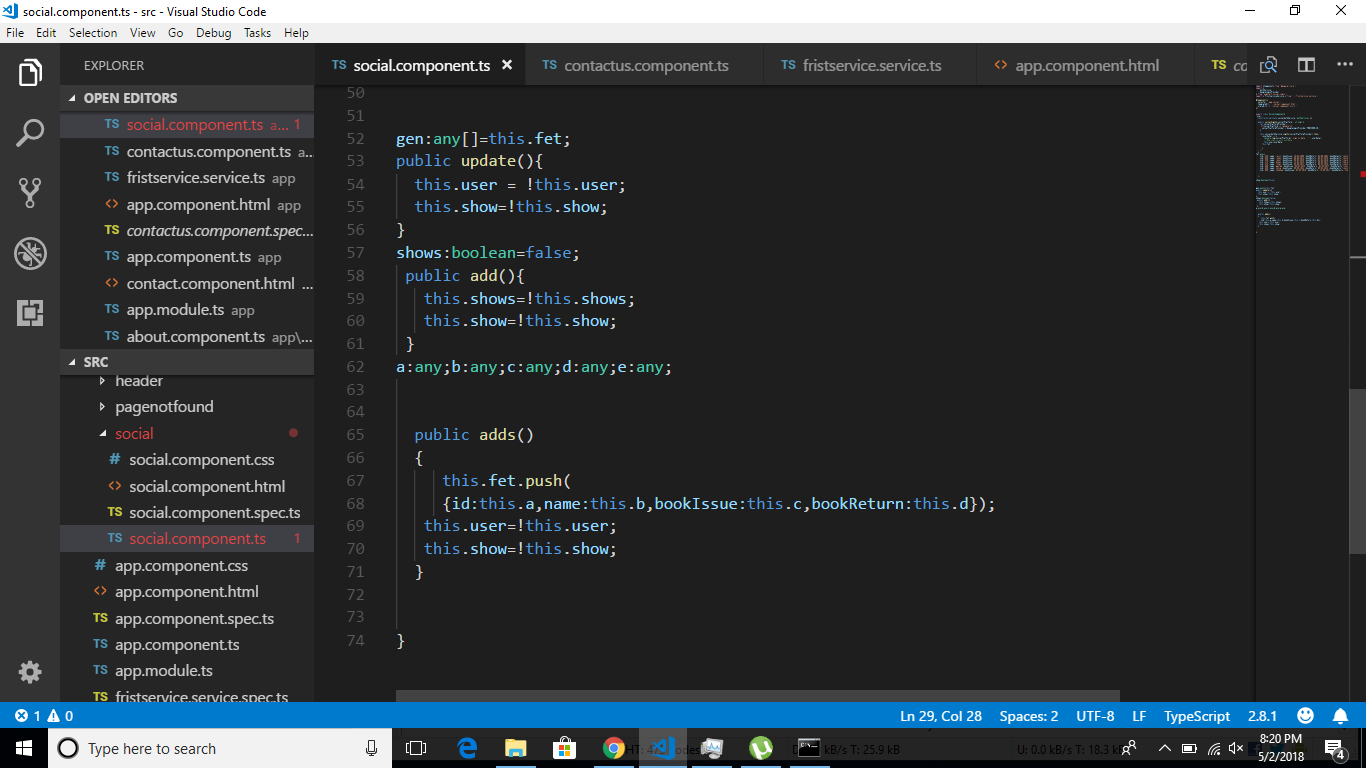 social.component.ts - src - Visual Studio Code
File Edit Selection View Go Debug Tasks Help
EXPLORER
TS social.component.ts × TS contactus.component.ts TS fristservice.service.ts <> app.component.html TS co
OPEN EDITORS
TS social.component.ts a... 1
TS contactus.component.ts a...
TS fristservice.service.ts app
<> app.component.html app
TS contactus.component.spec...
TS app.component.ts app
<> contact.component.html ...
TS app.module.ts app
TS about.component.ts app\...
SRC
header
pagenotfound
social
# social.component.css
<> social.component.html
TS social.component.spec.ts
TS social.component.ts 1
# app.component.css
<> app.component.html
TS app.component.spec.ts
TS app.component.ts
TS app.module.ts
TS fristservice.service.spec.ts
50
51
52 gen:any[]=this.fet;
53 public update(){
54 this.user = !this.user;
55 this.show=!this.show;
56 }
57 shows:boolean=false;
58 public add(){
59 this.shows=!this.shows;
60 this.show=!this.show;
61 }
62 a:any;b:any;c:any;d:any;e:any;
63
64
65 public adds()
66 {
67 this.fet.push(
68 {id:this.a,name:this.b,bookIssue:this.c,bookReturn:this.d});
69 this.user=!this.user;
70 this.show=!this.show;
71 }
72
73
74 }
1 0 Ln 29, Col 28 Spaces: 2 UTF-8 LF TypeScript 2.8.1
Type here to search
kB/s T: 25.9 kB U: 0.0 kB/s T: 18.3
8:20 PM
5/2/2018
4